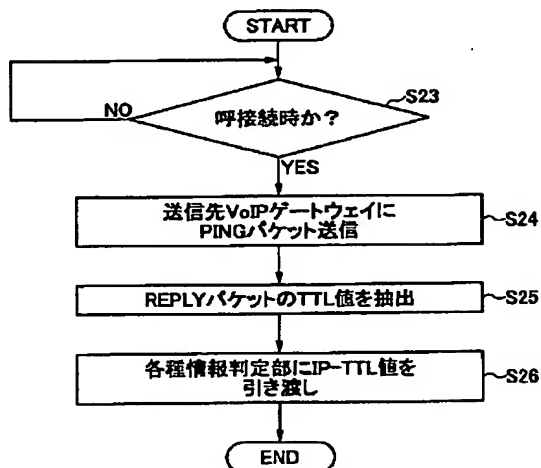 START
S23
呼接続時か？
NO
YES
送信先VoIPゲートウェイに
PINGパケット送信
S24
REPLYパケットのTTL値を抽出
S25
各種情報判定部にIP-TTL値を
引き渡し
S26
END